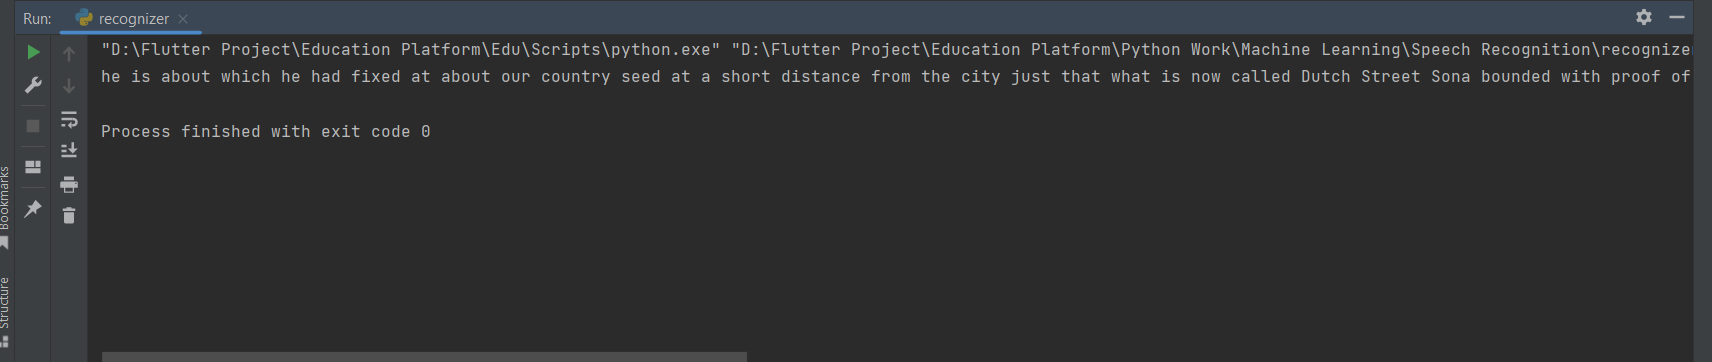 Run: recognizer
"D:\Flutter Project\Education Platform\Edu\Scripts\python.exe" "D:\Flutter Project\Education Platform\Python Work\Machine Learning\Speech Recognition\recognize
he is about which he had fixed at about our country seed at a short distance from the city just that what is now called Dutch Street Sona bounded with proof of
Process finished with exit code 0
Bookmarks
Structure